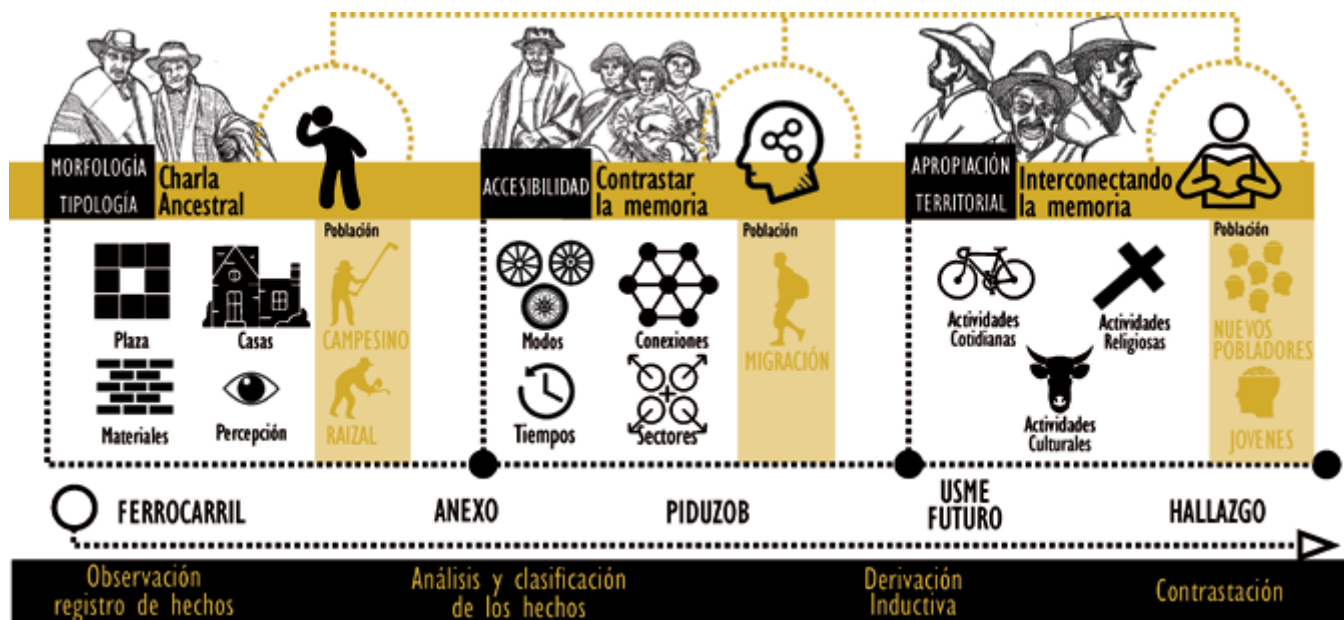 MORFOLOGÍA
TIPOLOGÍA
Charla
Ancestral
Población
Plaza
Casas
CAMPESINO
Materiales
Percepción
RAIZAL
ACCESIBILIDAD
Contrastar
la memoria
Población
Modos
Conexiones
MIGRACIÓN
Tiempos
Sectores
APROPIACIÓN
TERRITORIAL
Interconectando
la memoria
Población
Actividades
Cotidianas
Actividades
Religiosas
NUEVOS
POBLADORES
Actividades
Culturales
JOVENES
FERROCARRIL
ANEXO
PIDUZOB
USME
FUTURO
HALLAZGO
Observación
registro de hechos
Análisis y clasificación
de los hechos
Derivación
Inductiva
Contrastación